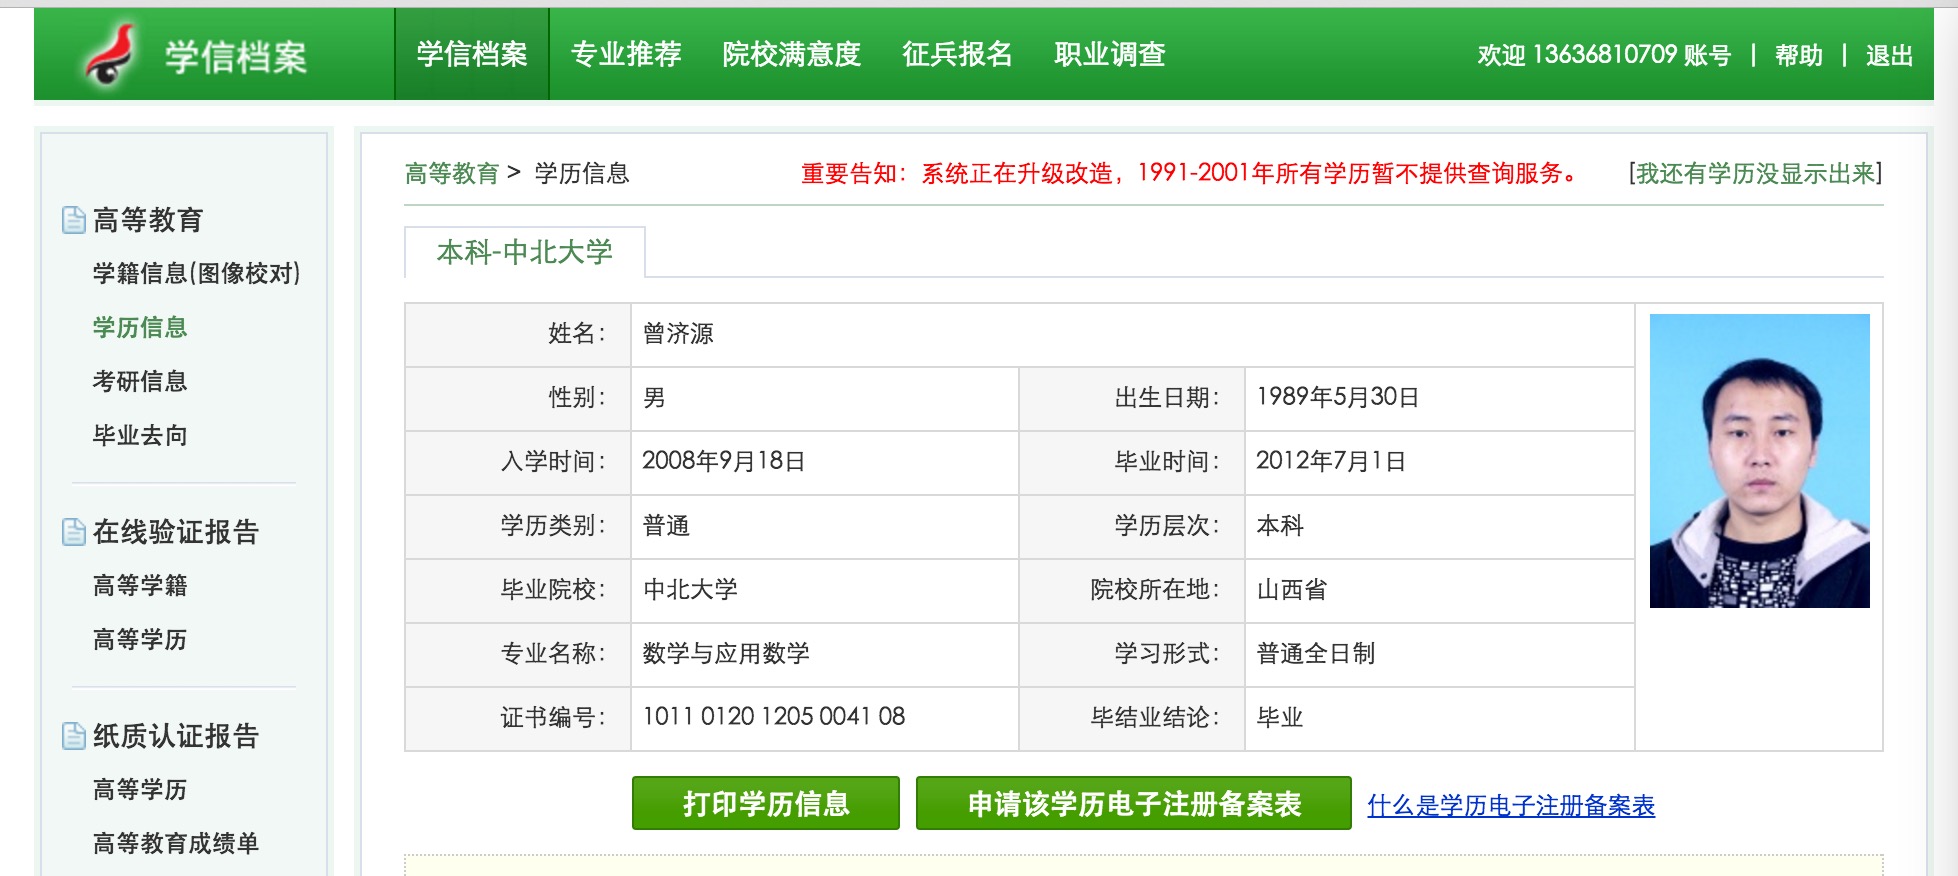 学信档案 学信档案 专业推荐 院校满意度 征兵报名 职业调查 欢迎 13636810709 账号 | 帮助 | 退出
高等教育
学籍信息(图像校对)
学历信息
考研信息
毕业去向
在线验证报告
高等学籍
高等学历
纸质认证报告
高等学历
高等教育成绩单
高等教育 > 学历信息 重要告知：系统正在升级改造，1991-2001年所有学历暂不提供查询服务。 [我还有学历没显示出来]
本科-中北大学
姓名： 曾济源
性别： 男 出生日期： 1989年5月30日
入学时间： 2008年9月18日 毕业时间： 2012年7月1日
学历类别： 普通 学历层次： 本科
毕业院校： 中北大学 院校所在地： 山西省
专业名称： 数学与应用数学 学习形式： 普通全日制
证书编号： 1011 0120 1205 0041 08 毕结业结论： 毕业
打印学历信息 申请该学历电子注册备案表 什么是学历电子注册备案表